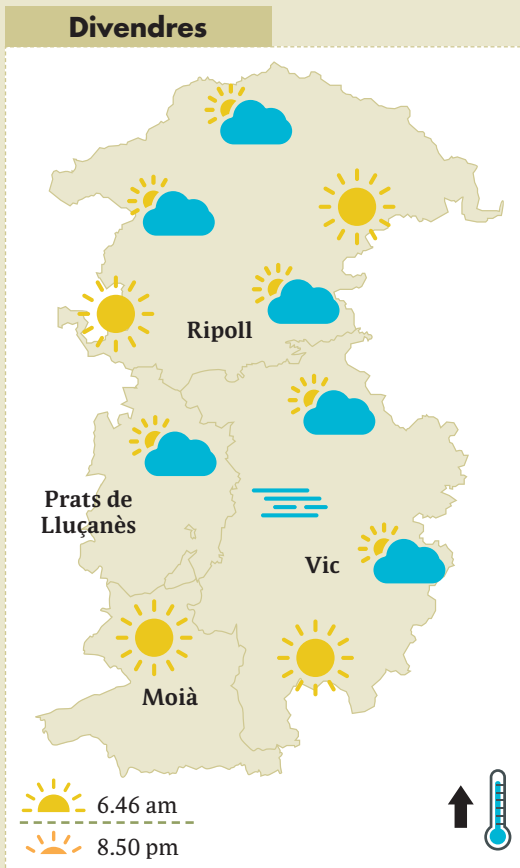 Divendres
Ripoll
Prats de
Lluçanès
Vic
Moià
6.46 am
8.50 pm